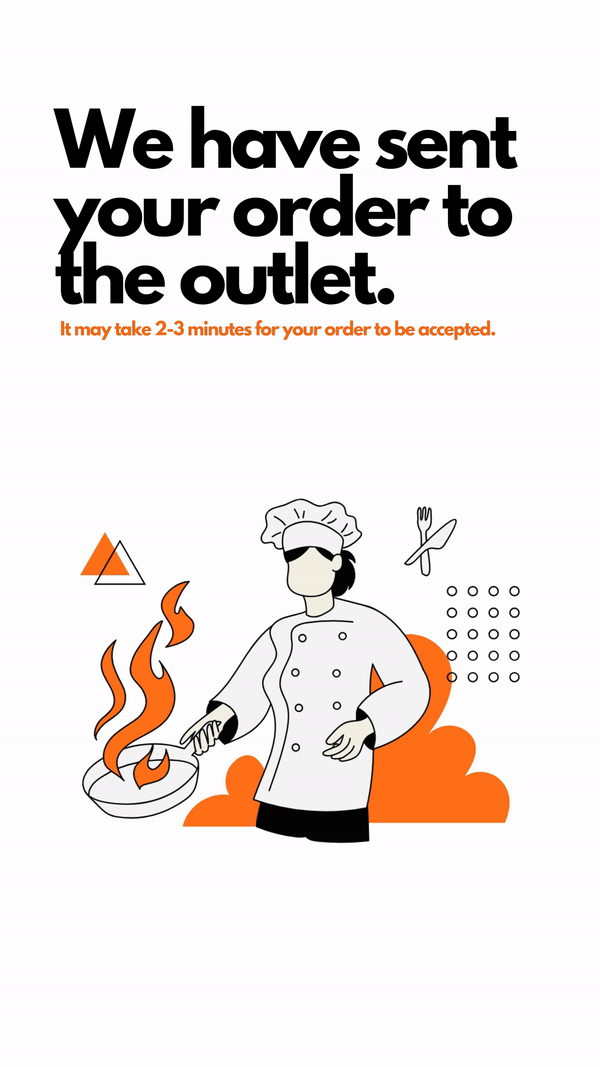 We have sent
your order to
the outlet.
It may take 2-3 minutes for your order to be accepted.